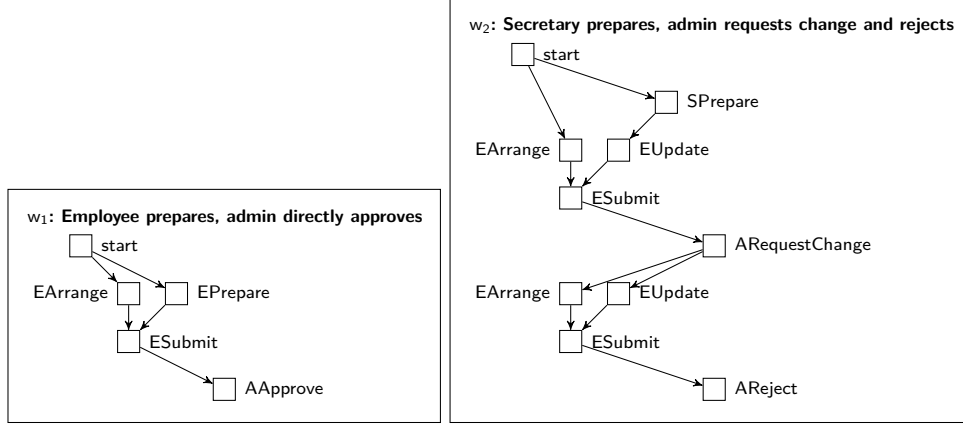 w₁: Employee prepares, admin directly approves
start
EArrange EPrepare
ESubmit
AApprove
w₂: Secretary prepares, admin requests change and rejects
start
SPrepare
EArrange EUpdate
ESubmit
ARequestChange
EArrange EUpdate
ESubmit
AReject